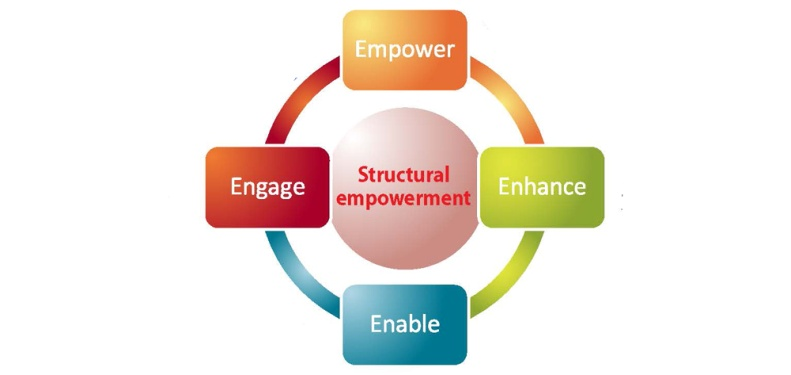 Empower
Engage
Structural
empowerment
Enhance
Enable